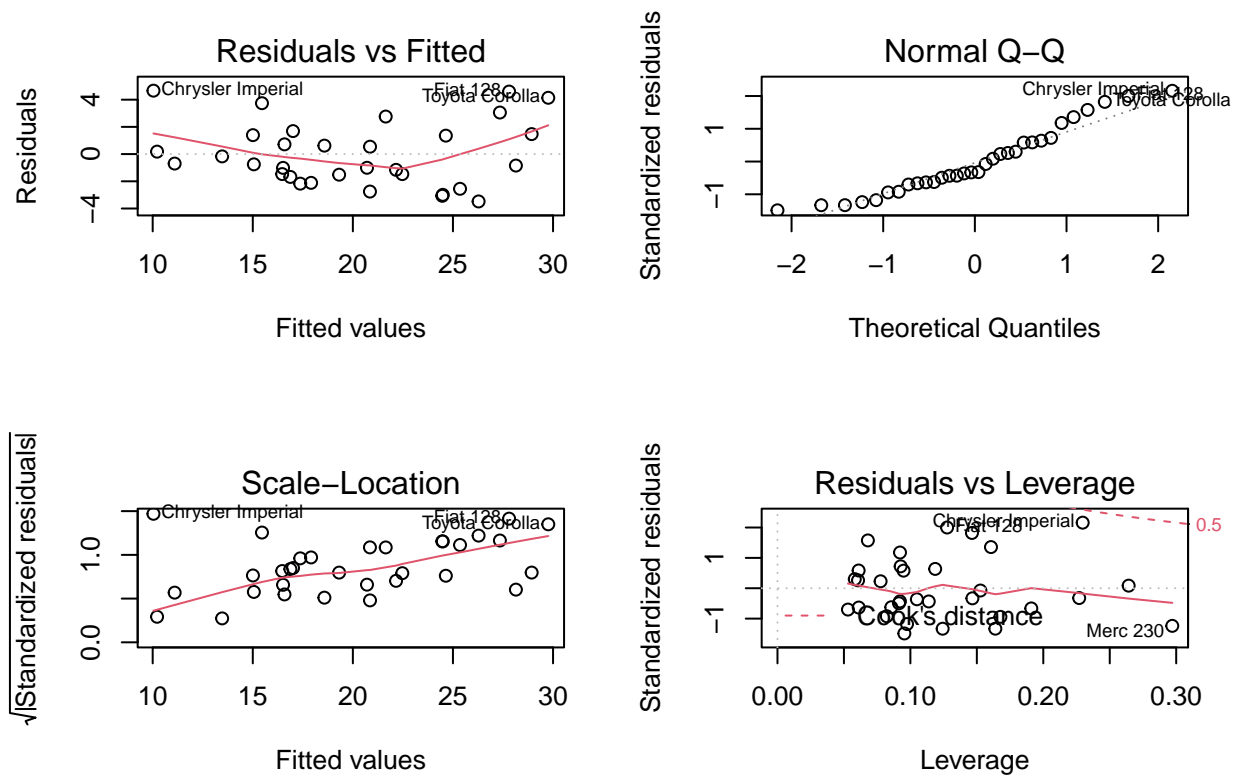 Residuals vs Fitted
Residuals
4
0
−4
Chrysler Imperial
Fiat 128
Toyota Corolla
10 15 20 25 30
Fitted values
Normal Q−Q
Standardized residuals
1
−1
Chrysler Imperial
Fiat 128
Toyota Corolla
−2 −1 0 1 2
Theoretical Quantiles
Scale−Location
√|Standardized residuals|
1.0
0.0
Chrysler Imperial
Fiat 128
Toyota Corolla
10 15 20 25 30
Fitted values
Residuals vs Leverage
Standardized residuals
1
−1
Chrysler Imperial
Fiat 128
0.5
Cook's distance
Merc 230
0.00 0.10 0.20 0.30
Leverage